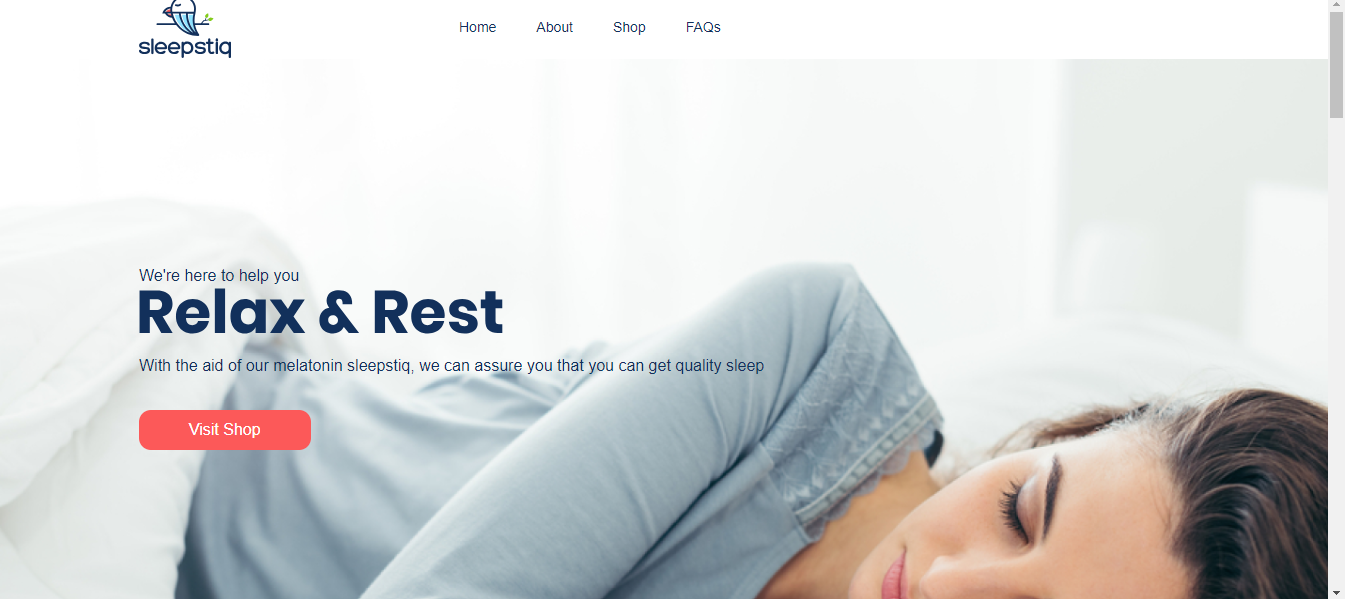 sleepstiq
Home About Shop FAQs
We're here to help you
Relax & Rest
With the aid of our melatonin sleepstiq, we can assure you that you can get quality sleep
Visit Shop